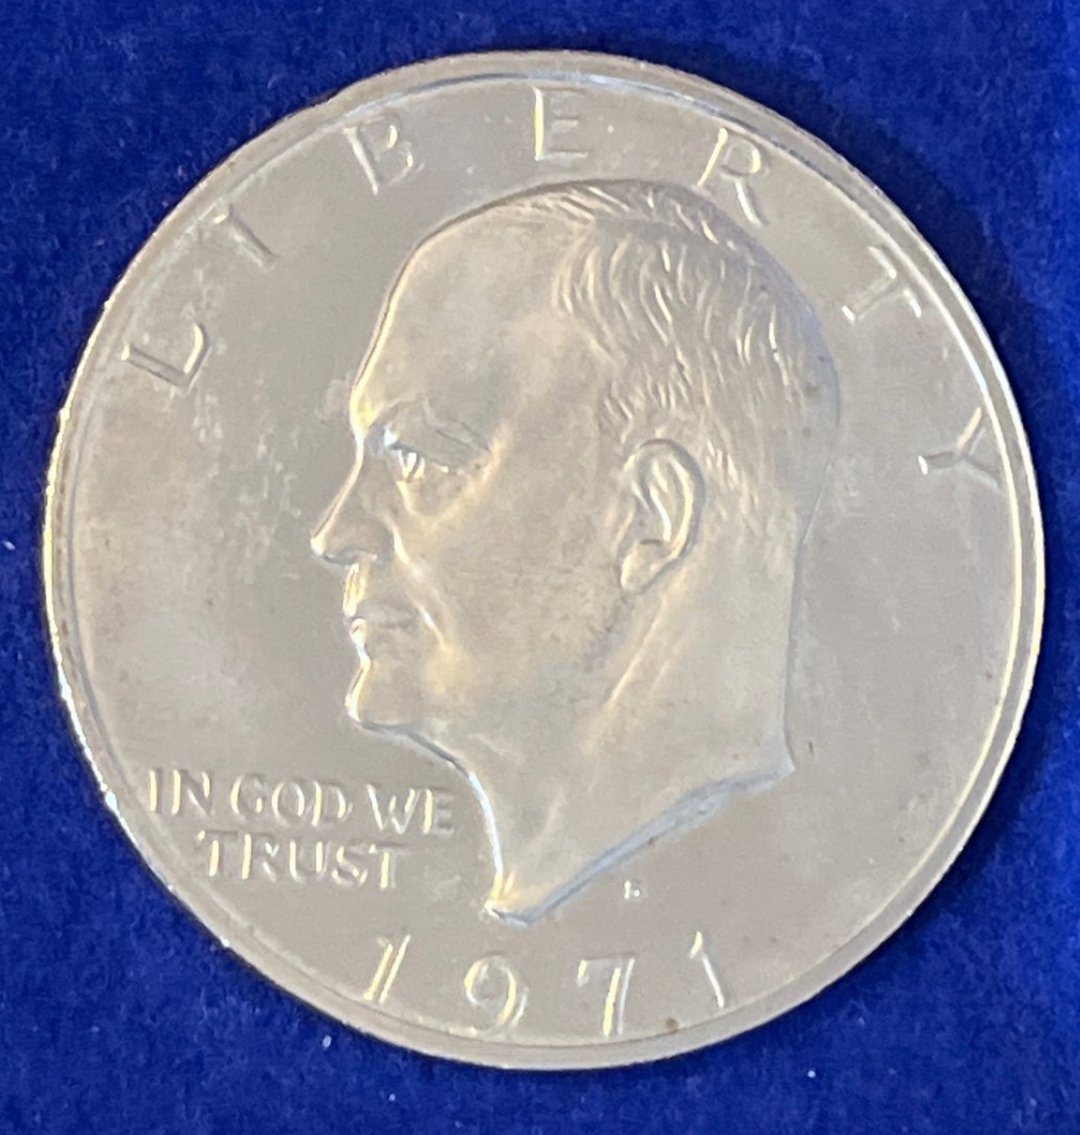 LIBERTY
IN GOD WE
TRUST
1971